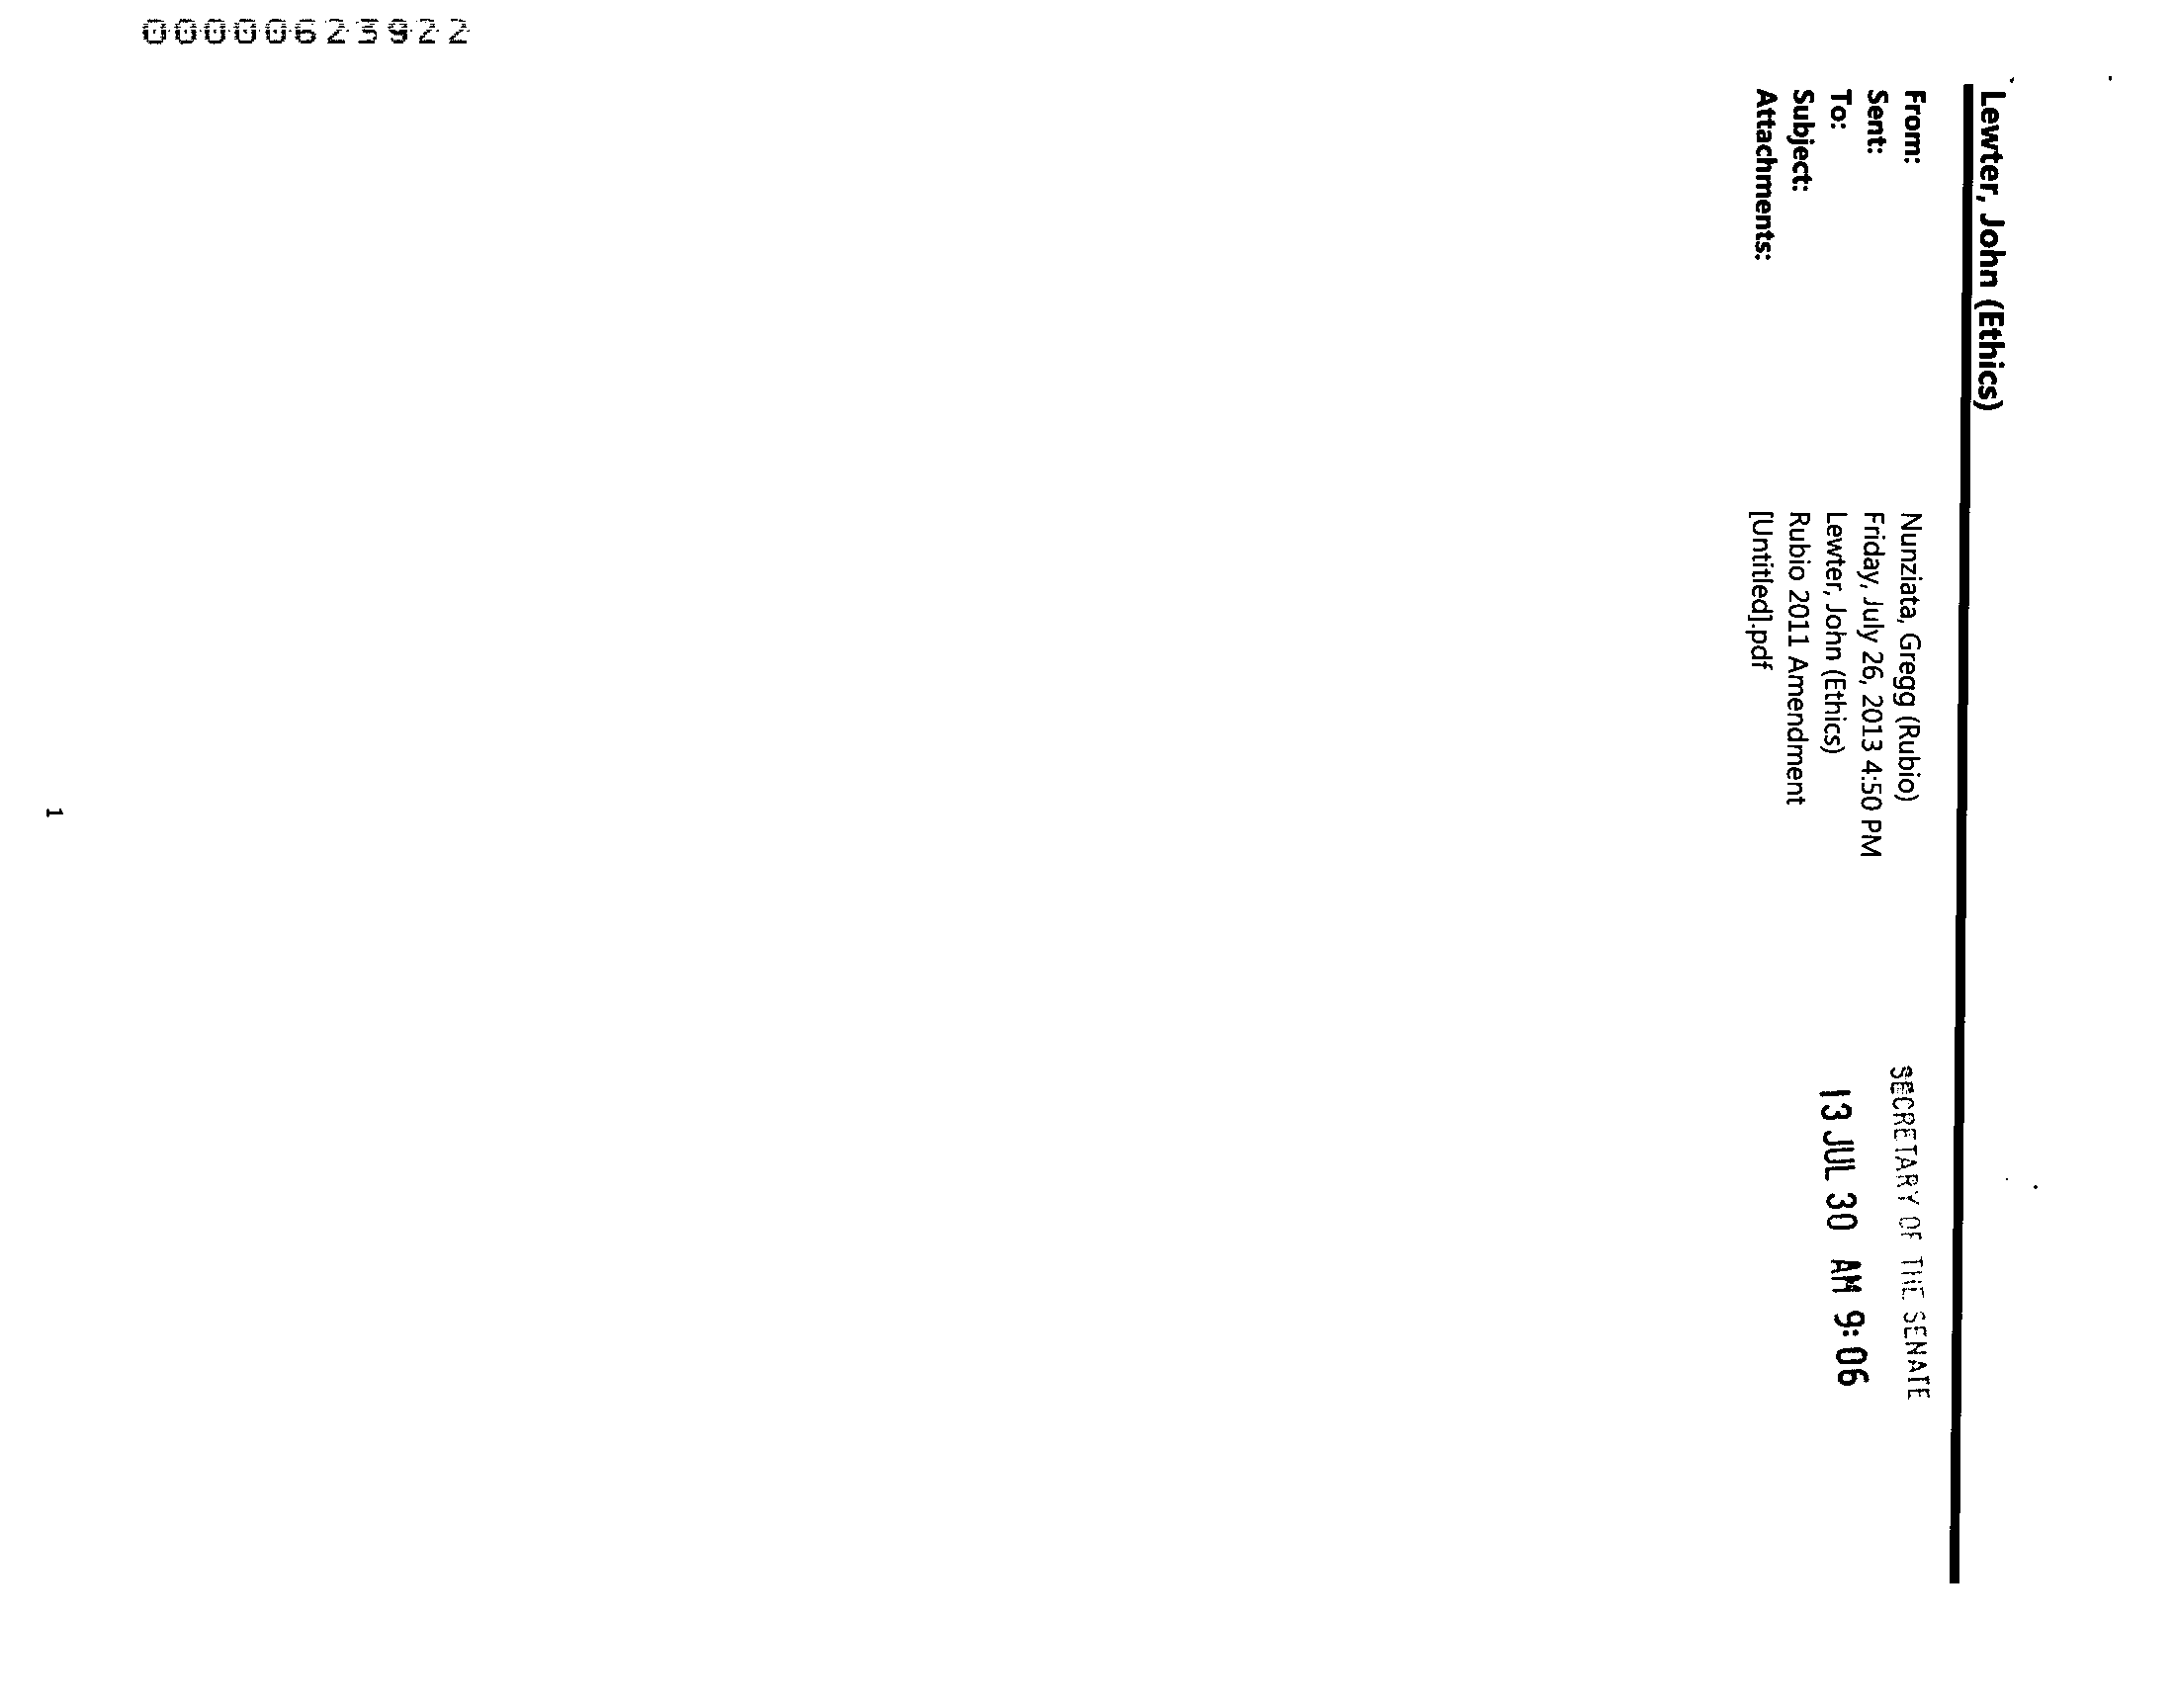 00000623922
Lewter, John (Ethics)
From: Nunziata, Gregg (Rubio)
Sent: Friday, July 26, 2013 4:50 PM
To: Lewter, John (Ethics)
Subject: Rubio 2011 Amendment
Attachments: [Untitled].pdf
SECRETARY OF THE SENATE
13 JUL 30 AM 9:06
1